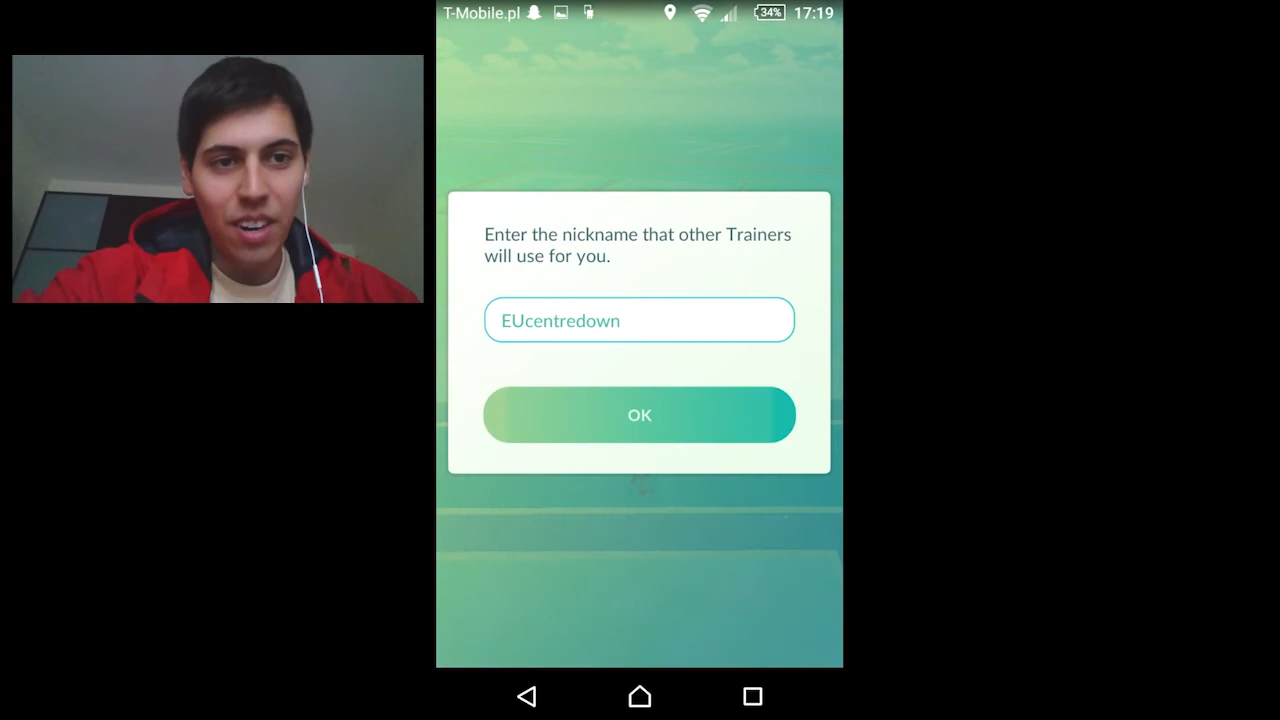 T-Mobile.pl 34% 17:19
Enter the nickname that other Trainers
will use for you.
EUcentredown
OK